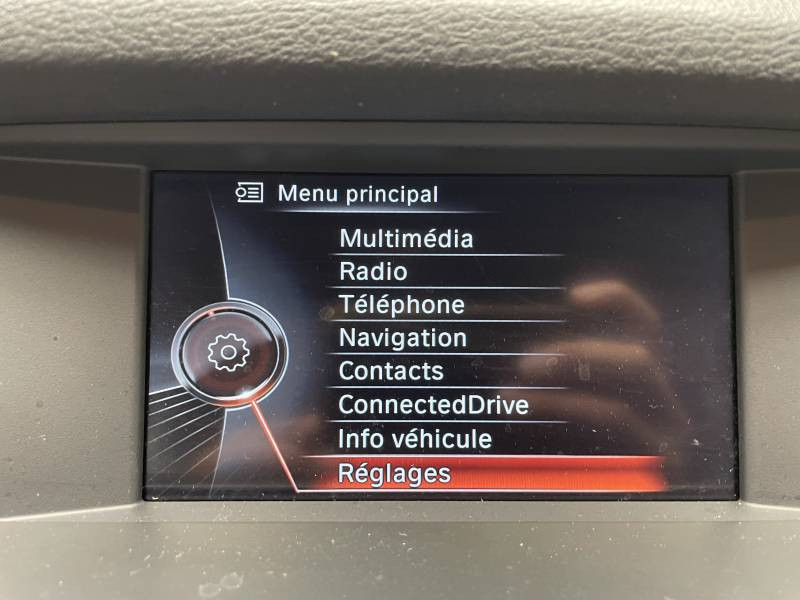 Menu principal
Multimédia
Radio
Téléphone
Navigation
Contacts
ConnectedDrive
Info véhicule
Réglages